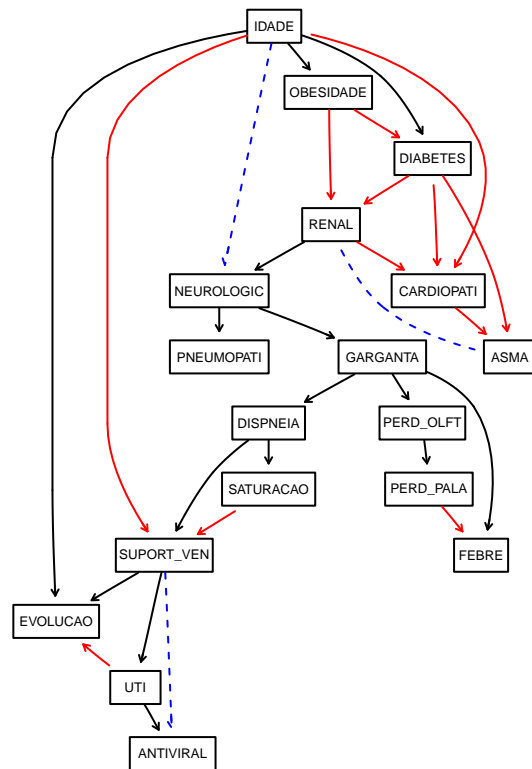 IDADE
OBESIDADE
DIABETES
RENAL
NEUROLOGIC
CARDIOPATI
PNEUMOPATI
GARGANTA
ASMA
DISPNEIA
PERD_OLFT
SATURACAO
PERD_PALA
SUPORT_VEN
FEBRE
EVOLUCAO
UTI
ANTIVIRAL